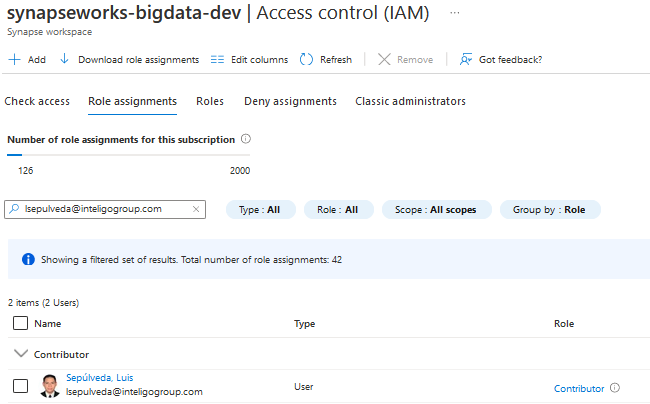 synapseworks-bigdata-dev | Access control (IAM) ...
Synapse workspace
Add Download role assignments Edit columns Refresh Remove Got feedback?
Check access Role assignments Roles Deny assignments Classic administrators
Number of role assignments for this subscription
126 2000
lsepulveda@inteligogroup.com Type : All Role : All Scope : All scopes Group by : Role
Showing a filtered set of results. Total number of role assignments: 42
2 items (2 Users)
Name Type Role
Contributor
Sepúlveda, Luis
lsepulveda@inteligogroup.com User Contributor